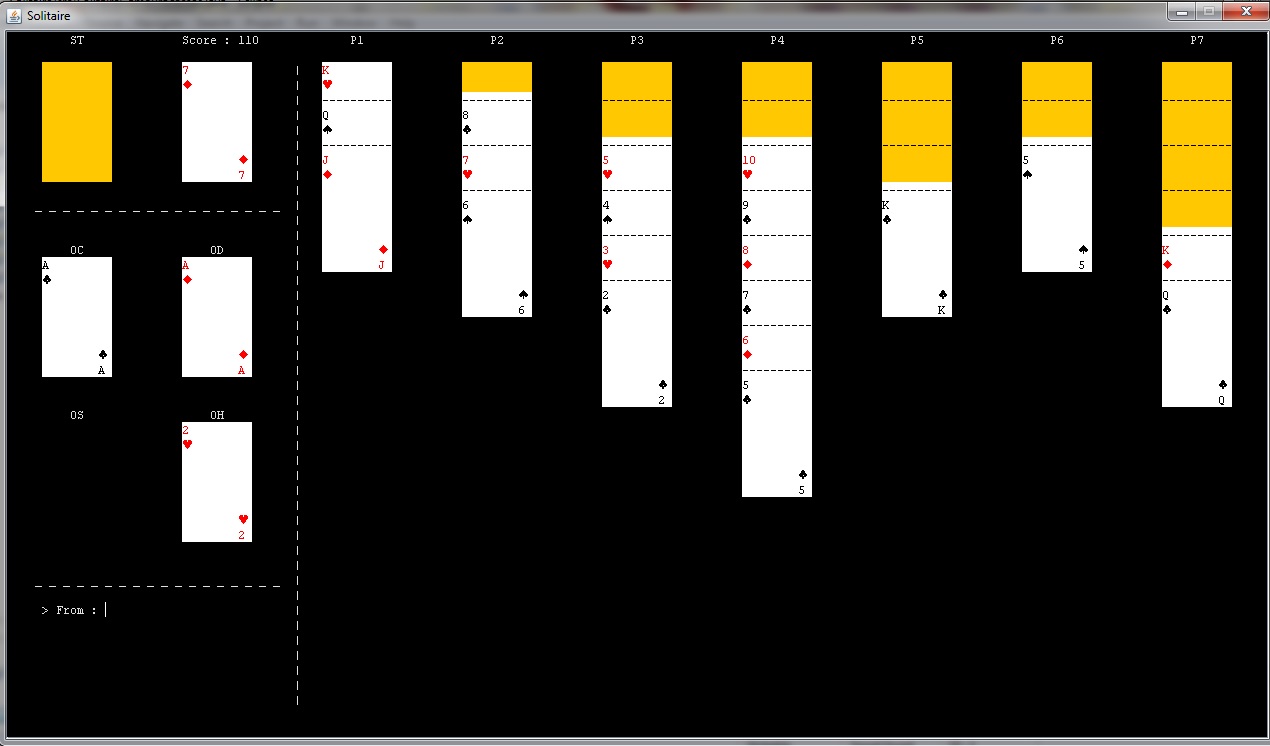 Solitaire
ST Score : 110 P1 P2 P3 P4 P5 P6 P7
7 ♦
♦ 7
K ♥
Q ♠
J ♦
♦ J
8 ♣
7 ♥
6 ♠
♠ 6
5 ♥
4 ♠
3 ♥
2 ♣
♣ 2
10 ♥
9 ♣
8 ♦
7 ♣
6 ♦
5 ♣
♣ 5
K ♣
♣ K
5 ♠
♠ 5
K ♦
Q ♣
♣ Q
OC OD
A ♣
♣ A
A ♦
♦ A
OS OH
2 ♥
♥ 2
> From :